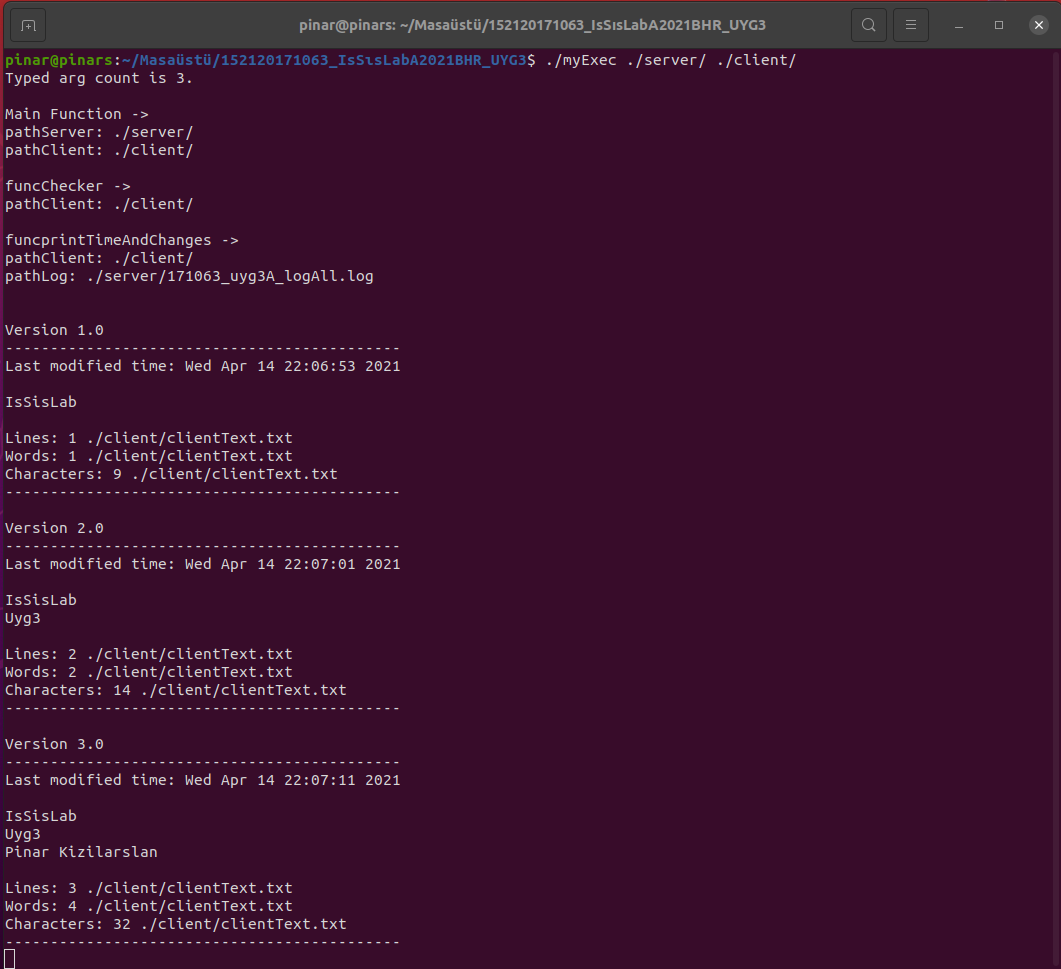 pinar@pinars: ~/Masaüstü/152120171063_IsSısLabA2021BHR_UYG3
pinar@pinars:~/Masaüstü/152120171063_IsSısLabA2021BHR_UYG3$ ./myExec ./server/ ./client/
Typed arg count is 3.
Main Function ->
pathServer: ./server/
pathClient: ./client/
funcChecker ->
pathClient: ./client/
funcprintTimeAndChanges ->
pathClient: ./client/
pathLog: ./server/171063_uyg3A_logAll.log
Version 1.0
--------------------------------------------
Last modified time: Wed Apr 14 22:06:53 2021
IsSisLab
Lines: 1 ./client/clientText.txt
Words: 1 ./client/clientText.txt
Characters: 9 ./client/clientText.txt
--------------------------------------------
Version 2.0
--------------------------------------------
Last modified time: Wed Apr 14 22:07:01 2021
IsSisLab
Uyg3
Lines: 2 ./client/clientText.txt
Words: 2 ./client/clientText.txt
Characters: 14 ./client/clientText.txt
--------------------------------------------
Version 3.0
--------------------------------------------
Last modified time: Wed Apr 14 22:07:11 2021
IsSisLab
Uyg3
Pinar Kizilarslan
Lines: 3 ./client/clientText.txt
Words: 4 ./client/clientText.txt
Characters: 32 ./client/clientText.txt
--------------------------------------------